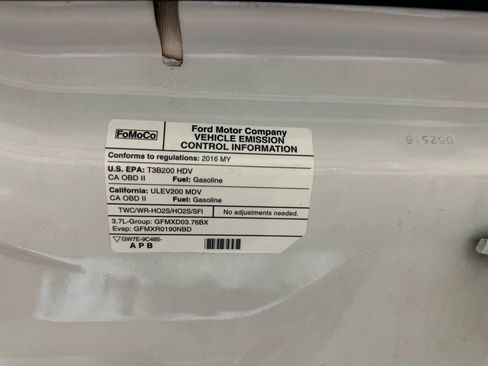 FoMoCo
Ford Motor Company
VEHICLE EMISSION
CONTROL INFORMATION
Conforms to regulations: 2016 MY
U.S. EPA: T3B200 HDV
CA OBD II Fuel: Gasoline
California: ULEV200 MDV
CA OBD II Fuel: Gasoline
TWC/WR-HO2S/HO2S/SFI No adjustments needed.
3.7L-Group: GFMXD03.76BX
Evap: GFMXR0190NBD
GW7E-9C485-
A P B